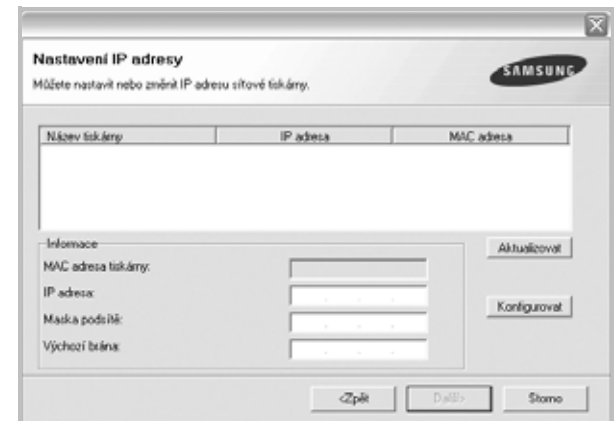 Nastavení IP adresy
Můžete nastavit nebo změnit IP adresu síťové tiskárny.
SAMSUNG
Název tiskárny IP adresa MAC adresa
Informace
Aktualizovat
MAC adresa tiskárny:
IP adresa:
Konfigurovat
Maska podsítě:
Výchozí brána:
<Zpět Další> Storno